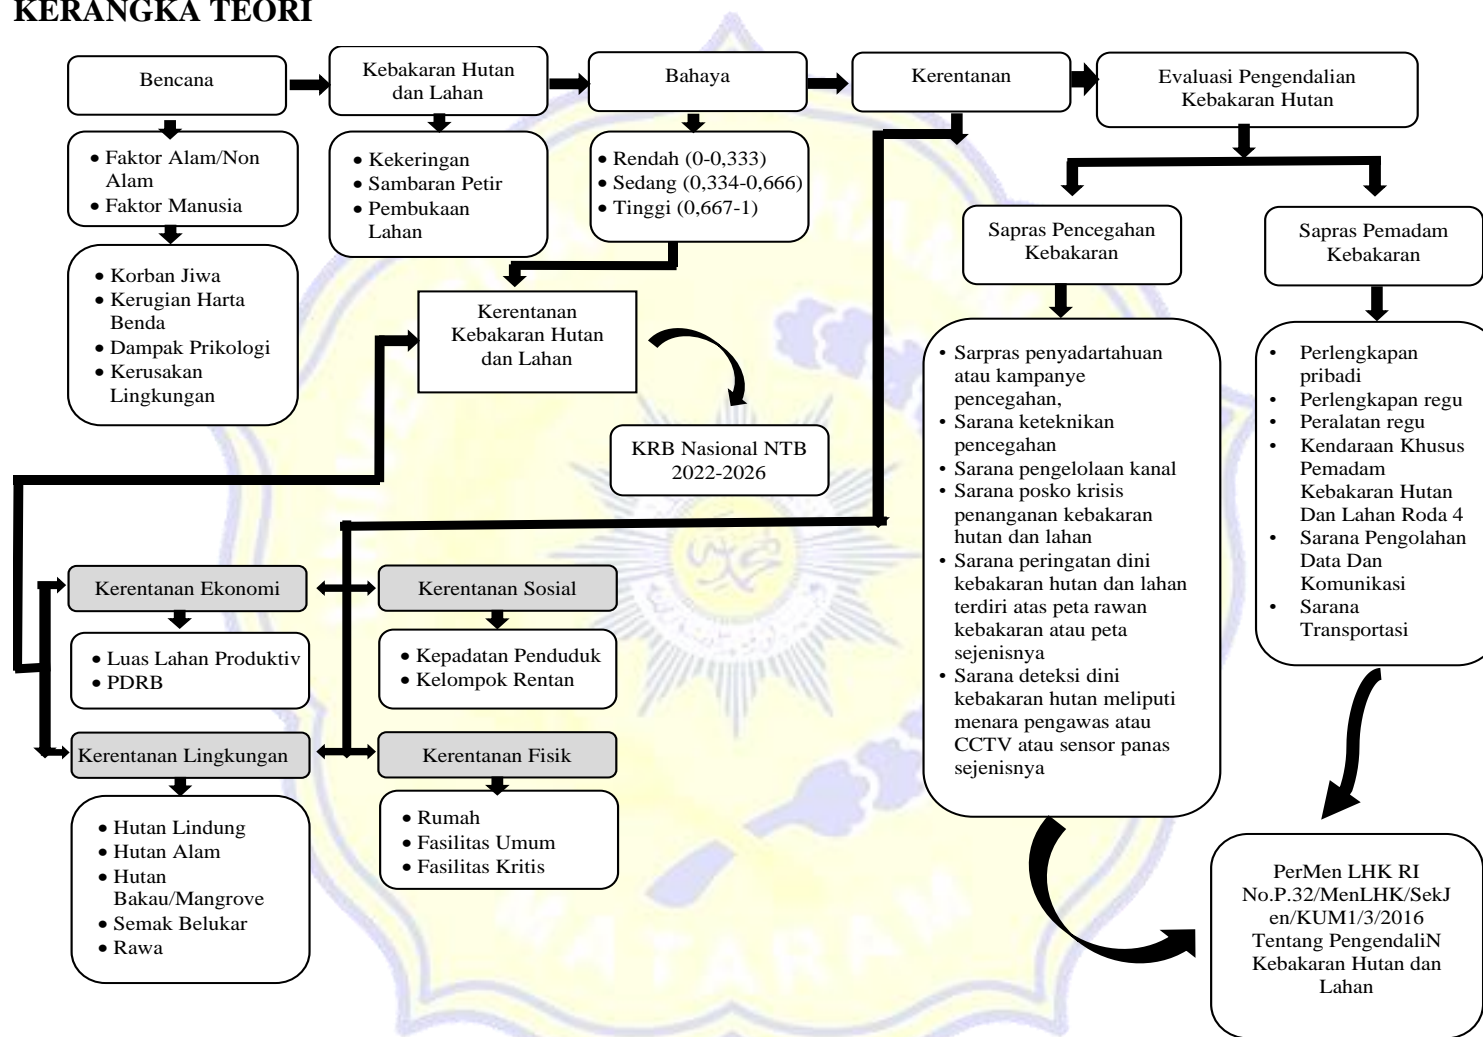 KERANGKA TEORI
Bencana
Kebakaran Hutan
dan Lahan
Bahaya
Kerentanan
Evaluasi Pengendalian
Kebakaran Hutan
• Faktor Alam/Non
Alam
• Faktor Manusia
• Kekeringan
• Sambaran Petir
• Pembukaan
Lahan
• Rendah (0-0,333)
• Sedang (0,334-0,666)
• Tinggi (0,667-1)
Sapras Pencegahan
Kebakaran
Sapras Pemadam
Kebakaran
• Korban Jiwa
• Kerugian Harta
Benda
• Dampak Prikologi
• Kerusakan
Lingkungan
Kerentanan
Kebakaran Hutan
dan Lahan
KRB Nasional NTB
2022-2026
• Sarpras penyadartahuan
atau kampanye
pencegahan,
• Sarana keteknikan
pencegahan
• Sarana pengelolaan kanal
• Sarana posko krisis
penanganan kebakaran
hutan dan lahan
• Sarana peringatan dini
kebakaran hutan dan lahan
terdiri atas peta rawan
kebakaran atau peta
sejenisnya
• Sarana deteksi dini
kebakaran hutan meliputi
menara pengawas atau
CCTV atau sensor panas
sejenisnya
• Perlengkapan
pribadi
• Perlengkapan regu
• Peralatan regu
• Kendaraan Khusus
Pemadam
Kebakaran Hutan
Dan Lahan Roda 4
• Sarana Pengolahan
Data Dan
Komunikasi
• Sarana
Transportasi
Kerentanan Ekonomi
Kerentanan Sosial
• Luas Lahan Produktiv
• PDRB
• Kepadatan Penduduk
• Kelompok Rentan
Kerentanan Lingkungan
Kerentanan Fisik
• Hutan Lindung
• Hutan Alam
• Hutan
Bakau/Mangrove
• Semak Belukar
• Rawa
• Rumah
• Fasilitas Umum
• Fasilitas Kritis
PerMen LHK RI
No.P.32/MenLHK/SekJ
en/KUM1/3/2016
Tentang PengendaliN
Kebakaran Hutan dan
Lahan
MATARAM